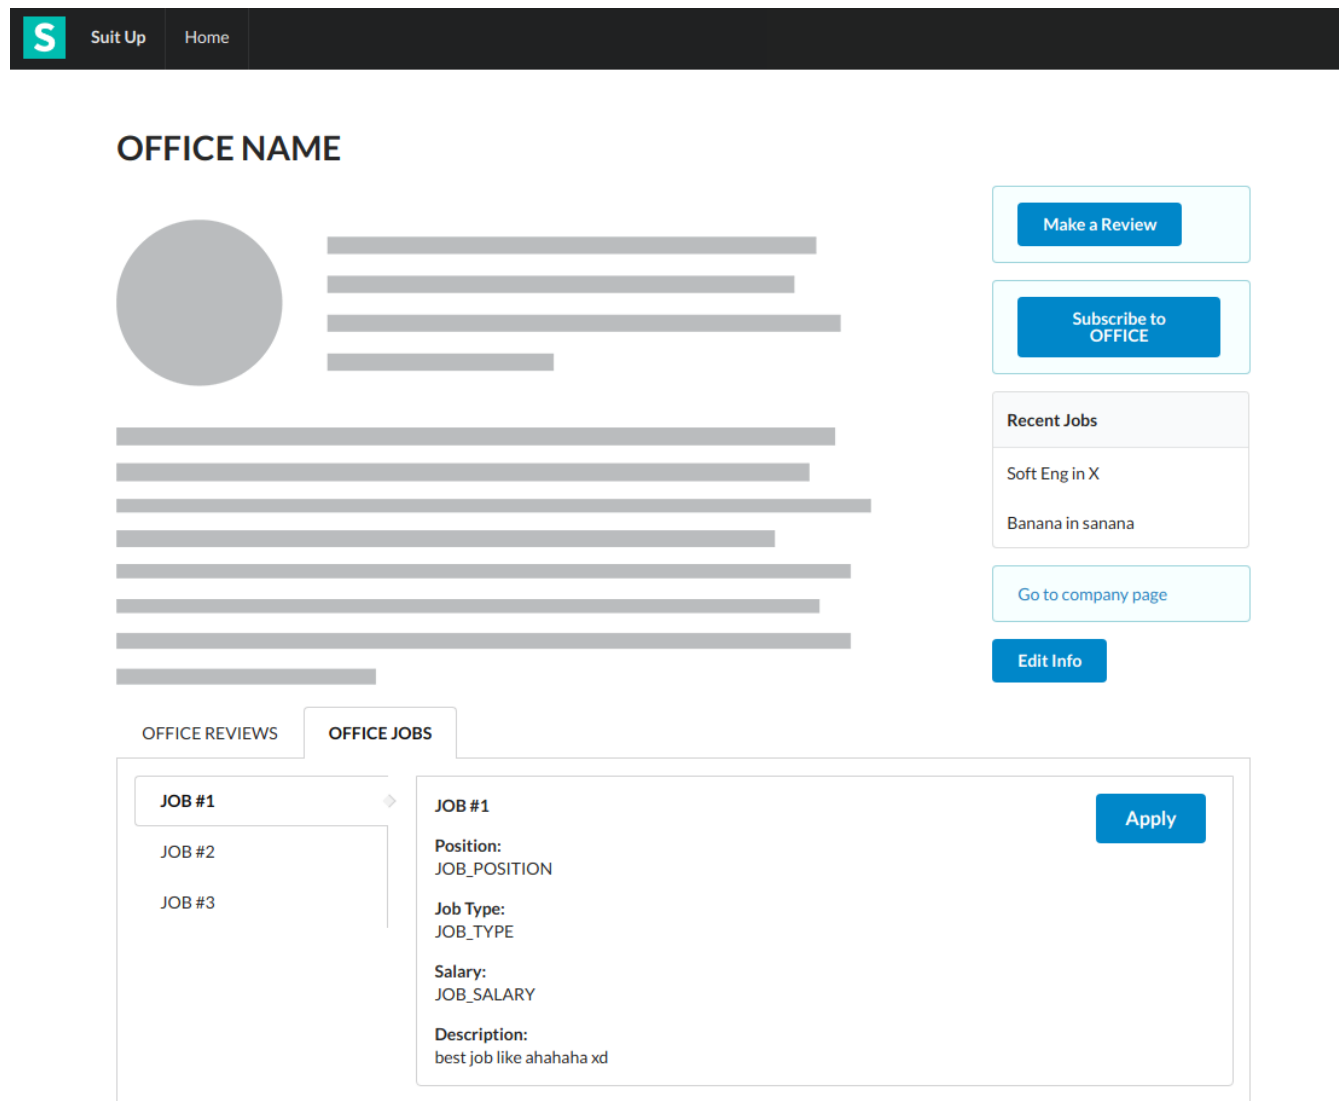 S
Suit Up
Home
OFFICE NAME
Make a Review
Subscribe to
OFFICE
Recent Jobs
Soft Eng in X
Banana in sanana
Go to company page
Edit Info
OFFICE REVIEWS
OFFICE JOBS
JOB #1
JOB #2
JOB #3
JOB #1
Apply
Position:
JOB_POSITION
Job Type:
JOB_TYPE
Salary:
JOB_SALARY
Description:
best job like ahahaha xd